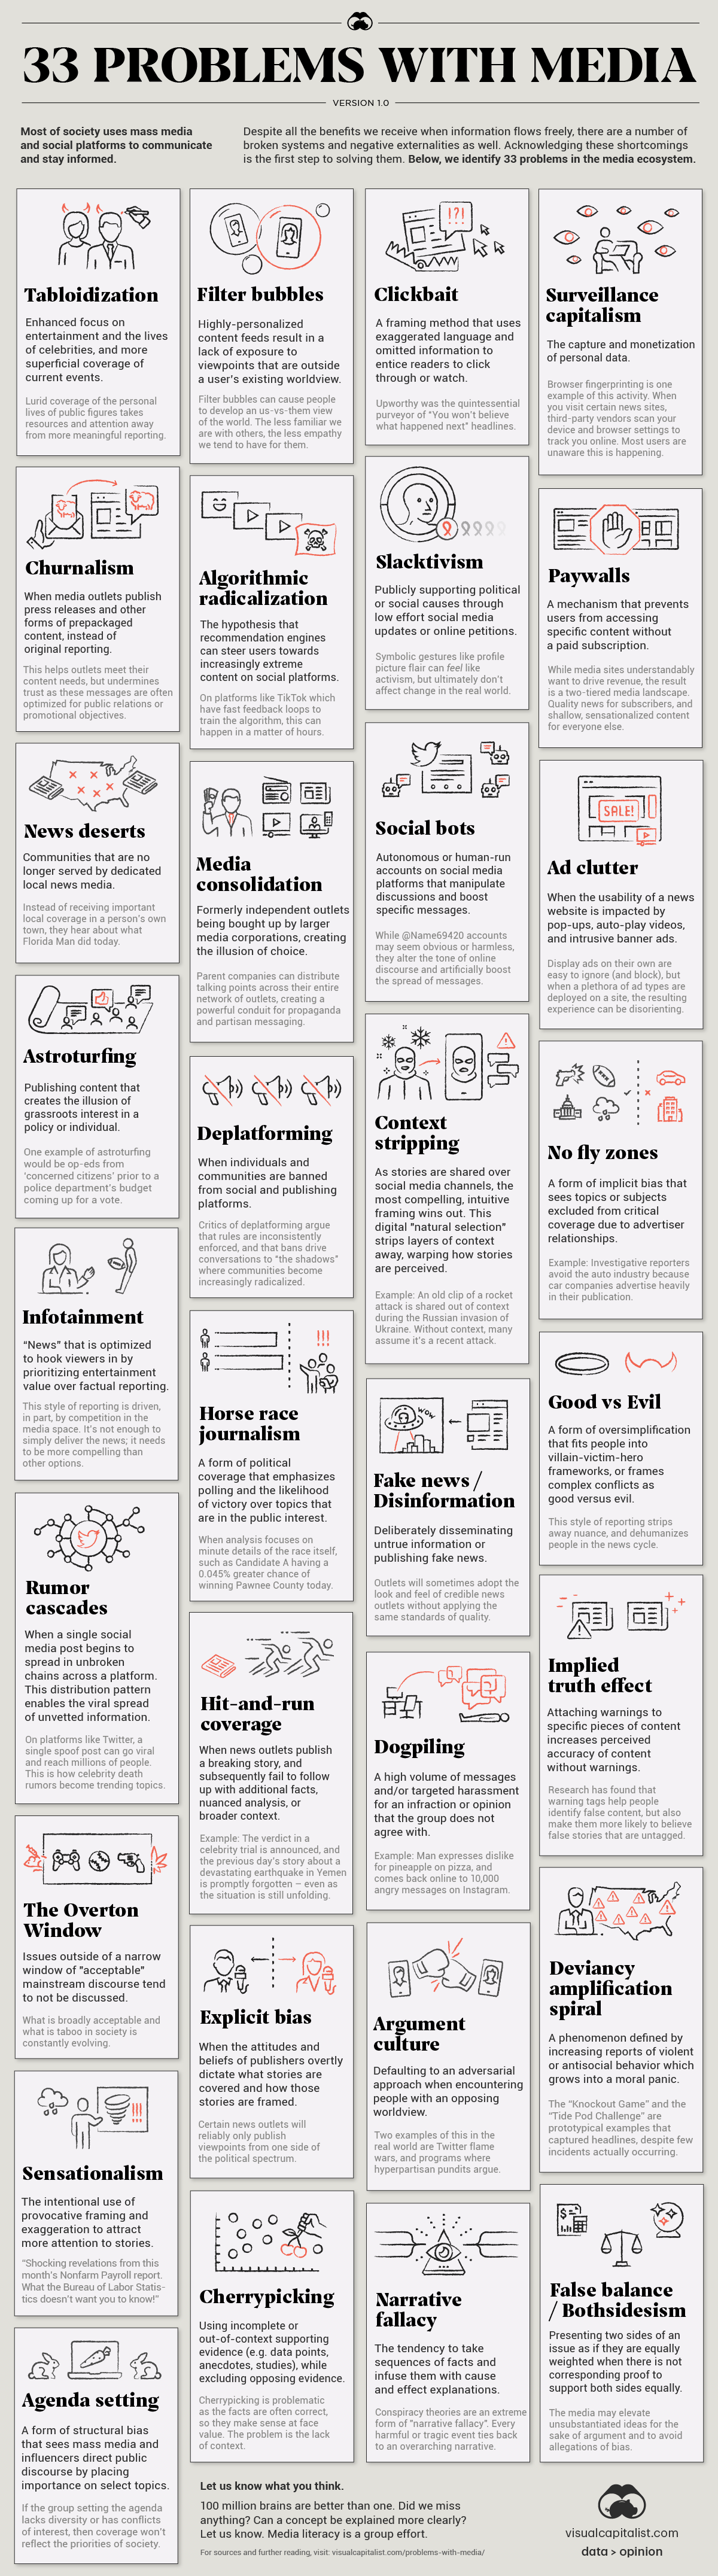 33 PROBLEMS WITH MEDIA
VERSION 1.0
Most of society uses mass media
and social platforms to communicate
and stay informed.
Despite all the benefits we receive when information flows freely, there are a number of
broken systems and negative externalities as well. Acknowledging these shortcomings
is the first step to solving them. Below, we identify 33 problems in the media ecosystem.
Tabloidization
Enhanced focus on
entertainment and the lives
of celebrities, and more
superficial coverage of
current events.
Lurid coverage of the personal
lives of public figures takes
resources and attention away
from more meaningful reporting.
Churnalism
When media outlets publish
press releases and other
forms of prepackaged
content, instead of
original reporting.
This helps outlets meet their
content needs, but undermines
trust as these messages are often
optimized for public relations or
promotional objectives.
News deserts
Communities that are no
longer served by dedicated
local news media.
Instead of receiving important
local coverage in a person's own
town, they hear about what
Florida Man did today.
Astroturfing
Publishing content that
creates the illusion of
grassroots interest in a
policy or individual.
One example of astroturfing
would be op-eds from
'concerned citizens' prior to a
police department's budget
coming up for a vote.
Infotainment
“News” that is optimized
to hook viewers in by
prioritizing entertainment
value over factual reporting.
This style of reporting is driven,
in part, by competition in the
media space. It's not enough to
simply deliver the news; it needs
to be more compelling than
other options.
Rumor
cascades
When a single social
media post begins to
spread in unbroken
chains across a platform.
This distribution pattern
enables the viral spread
of unvetted information.
On platforms like Twitter, a
single spoof post can go viral
and reach millions of people.
This is how celebrity death
rumors become trending topics.
The Overton
Window
Issues outside of a narrow
window of "acceptable"
mainstream discourse tend
to not be discussed.
What is broadly acceptable and
what is taboo in society is
constantly evolving.
Sensationalism
The intentional use of
provocative framing and
exaggeration to attract
more attention to stories.
“Shocking revelations from this
month's Nonfarm Payroll report.
What the Bureau of Labor Statis-
tics doesn't want you to know!”
Agenda setting
A form of structural bias
that sees mass media and
influencers direct public
discourse by placing
importance on select topics.
If the group setting the agenda
lacks diversity or has conflicts
of interest, then coverage won't
reflect the priorities of society.
Filter bubbles
Highly-personalized
content feeds result in a
lack of exposure to
viewpoints that are outside
a user's existing worldview.
Filter bubbles can cause people
to develop an us-vs-them view
of the world. The less familiar we
are with others, the less empathy
we tend to have for them.
Algorithmic
radicalization
The hypothesis that
recommendation engines
can steer users towards
increasingly extreme
content on social platforms.
On platforms like TikTok which
have fast feedback loops to
train the algorithm, this can
happen in a matter of hours.
Media
consolidation
Formerly independent outlets
being bought up by larger
media corporations, creating
the illusion of choice.
Parent companies can distribute
talking points across their entire
network of outlets, creating a
powerful conduit for propaganda
and partisan messaging.
Deplatforming
When individuals and
communities are banned
from social and publishing
platforms.
Critics of deplatforming argue
that rules are inconsistently
enforced, and that bans drive
conversations to “the shadows”
where communities become
increasingly radicalized.
!!!
Horse race
journalism
A form of political
coverage that emphasizes
polling and the likelihood
of victory over topics that
are in the public interest.
When analysis focuses on
minute details of the race itself,
such as Candidate A having a
0.045% greater chance of
winning Pawnee County today.
Hit-and-run
coverage
When news outlets publish
a breaking story, and
subsequently fail to follow
up with additional facts,
nuanced analysis, or
broader context.
Example: The verdict in a
celebrity trial is announced, and
the previous day's story about a
devastating earthquake in Yemen
is promptly forgotten – even as
the situation is still unfolding.
Explicit bias
When the attitudes and
beliefs of publishers overtly
dictate what stories are
covered and how those
stories are framed.
Certain news outlets will
reliably only publish
viewpoints from one side of
the political spectrum.
Cherrypicking
Using incomplete or
out-of-context supporting
evidence (e.g. data points,
anecdotes, studies), while
excluding opposing evidence.
Cherrypicking is problematic
as the facts are often correct,
so they make sense at face
value. The problem is the lack
of context.
!?!
Clickbait
A framing method that uses
exaggerated language and
omitted information to
entice readers to click
through or watch.
Upworthy was the quintessential
purveyor of “You won't believe
what happened next” headlines.
Slacktivism
Publicly supporting political
or social causes through
low effort social media
updates or online petitions.
Symbolic gestures like profile
picture flair can feel like
activism, but ultimately don't
affect change in the real world.
Social bots
Autonomous or human-run
accounts on social media
platforms that manipulate
discussions and boost
specific messages.
While @Name69420 accounts
may seem obvious or harmless,
they alter the tone of online
discourse and artificially boost
the spread of messages.
Context
stripping
As stories are shared over
social media channels, the
most compelling, intuitive
framing wins out. This
digital "natural selection"
strips layers of context
away, warping how stories
are perceived.
Example: An old clip of a rocket
attack is shared out of context
during the Russian invasion of
Ukraine. Without context, many
assume it's a recent attack.
WOW
Fake news /
Disinformation
Deliberately disseminating
untrue information or
publishing fake news.
Outlets will sometimes adopt the
look and feel of credible news
outlets without applying the
same standards of quality.
Dogpiling
A high volume of messages
and/or targeted harassment
for an infraction or opinion
that the group does not
agree with.
Example: Man expresses dislike
for pineapple on pizza, and
comes back online to 10,000
angry messages on Instagram.
Argument
culture
Defaulting to an adversarial
approach when encountering
people with an opposing
worldview.
Two examples of this in the
real world are Twitter flame
wars, and programs where
hyperpartisan pundits argue.
Narrative
fallacy
The tendency to take
sequences of facts and
infuse them with cause
and effect explanations.
Conspiracy theories are an extreme
form of “narrative fallacy”. Every
harmful or tragic event ties back
to an overarching narrative.
Surveillance
capitalism
The capture and monetization
of personal data.
Browser fingerprinting is one
example of this activity. When
you visit certain news sites,
third-party vendors scan your
device and browser settings to
track you online. Most users are
unaware this is happening.
Paywalls
A mechanism that prevents
users from accessing
specific content without
a paid subscription.
While media sites understandably
want to drive revenue, the result
is a two-tiered media landscape.
Quality news for subscribers, and
shallow, sensationalized content
for everyone else.
SALE!
Ad clutter
When the usability of a news
website is impacted by
pop-ups, auto-play videos,
and intrusive banner ads.
Display ads on their own are
easy to ignore (and block), but
when a plethora of ad types are
deployed on a site, the resulting
experience can be disorienting.
No fly zones
A form of implicit bias that
sees topics or subjects
excluded from critical
coverage due to advertiser
relationships.
Example: Investigative reporters
avoid the auto industry because
car companies advertise heavily
in their publication.
Good vs Evil
A form of oversimplification
that fits people into
villain-victim-hero
frameworks, or frames
complex conflicts as
good versus evil.
This style of reporting strips
away nuance, and dehumanizes
people in the news cycle.
Implied
truth effect
Attaching warnings to
specific pieces of content
increases perceived
accuracy of content
without warnings.
Research has found that
warning tags help people
identify false content, but also
make them more likely to believe
false stories that are untagged.
Deviancy
amplification
spiral
A phenomenon defined by
increasing reports of violent
or antisocial behavior which
grows into a moral panic.
The “Knockout Game” and the
“Tide Pod Challenge” are
prototypical examples that
captured headlines, despite few
incidents actually occurring.
False balance
/ Bothsidesism
Presenting two sides of an
issue as if they are equally
weighted when there is not
corresponding proof to
support both sides equally.
The media may elevate
unsubstantiated ideas for the
sake of argument and to avoid
allegations of bias.
Let us know what you think.
100 million brains are better than one. Did we miss
anything? Can a concept be explained more clearly?
Let us know. Media literacy is a group effort.
For sources and further reading, visit: visualcapitalist.com/problems-with-media/
visualcapitalist.com
data > opinion